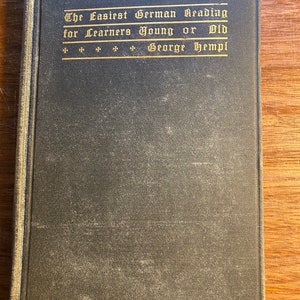 The Easiest German Reading
for Learners Young or Old
George Hempl